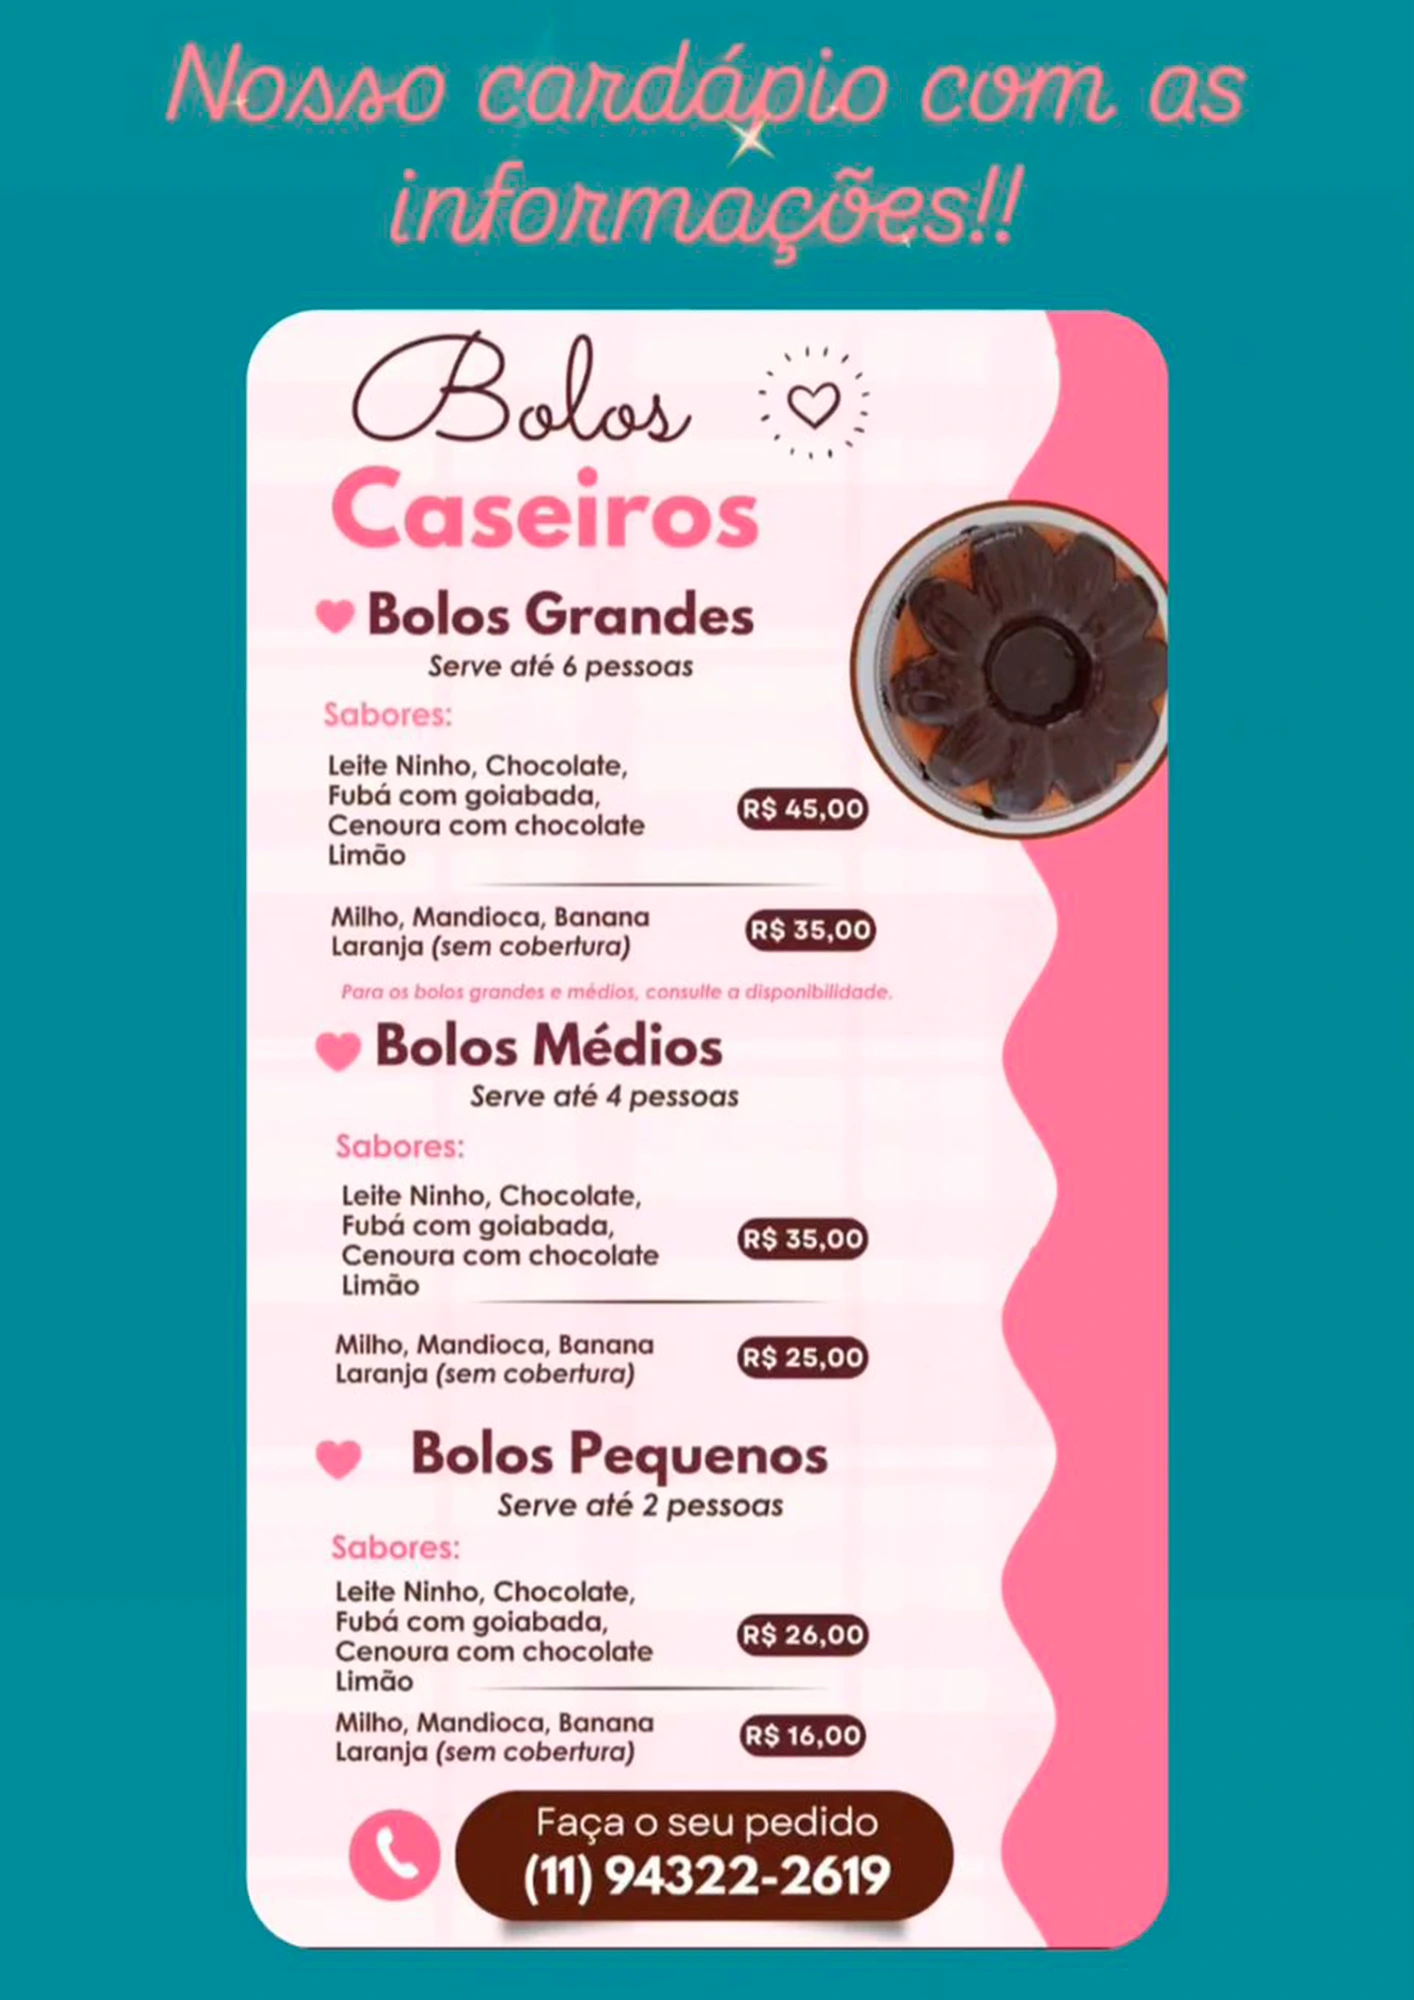 Nosso cardápio com as
informações!!
Bolos
Caseiros
Bolos Grandes
Serve até 6 pessoas
Sabores:
Leite Ninho, Chocolate,
Fubá com goiabada,
Cenoura com chocolate
Limão
R$ 45,00
Milho, Mandioca, Banana
Laranja (sem cobertura)
R$ 35,00
Para os bolos grandes e médios, consulte a disponibilidade.
Bolos Médios
Serve até 4 pessoas
Sabores:
Leite Ninho, Chocolate,
Fubá com goiabada,
Cenoura com chocolate
Limão
R$ 35,00
Milho, Mandioca, Banana
Laranja (sem cobertura)
R$ 25,00
Bolos Pequenos
Serve até 2 pessoas
Sabores:
Leite Ninho, Chocolate,
Fubá com goiabada,
Cenoura com chocolate
Limão
R$ 26,00
Milho, Mandioca, Banana
Laranja (sem cobertura)
R$ 16,00
Faça o seu pedido
(11) 94322-2619